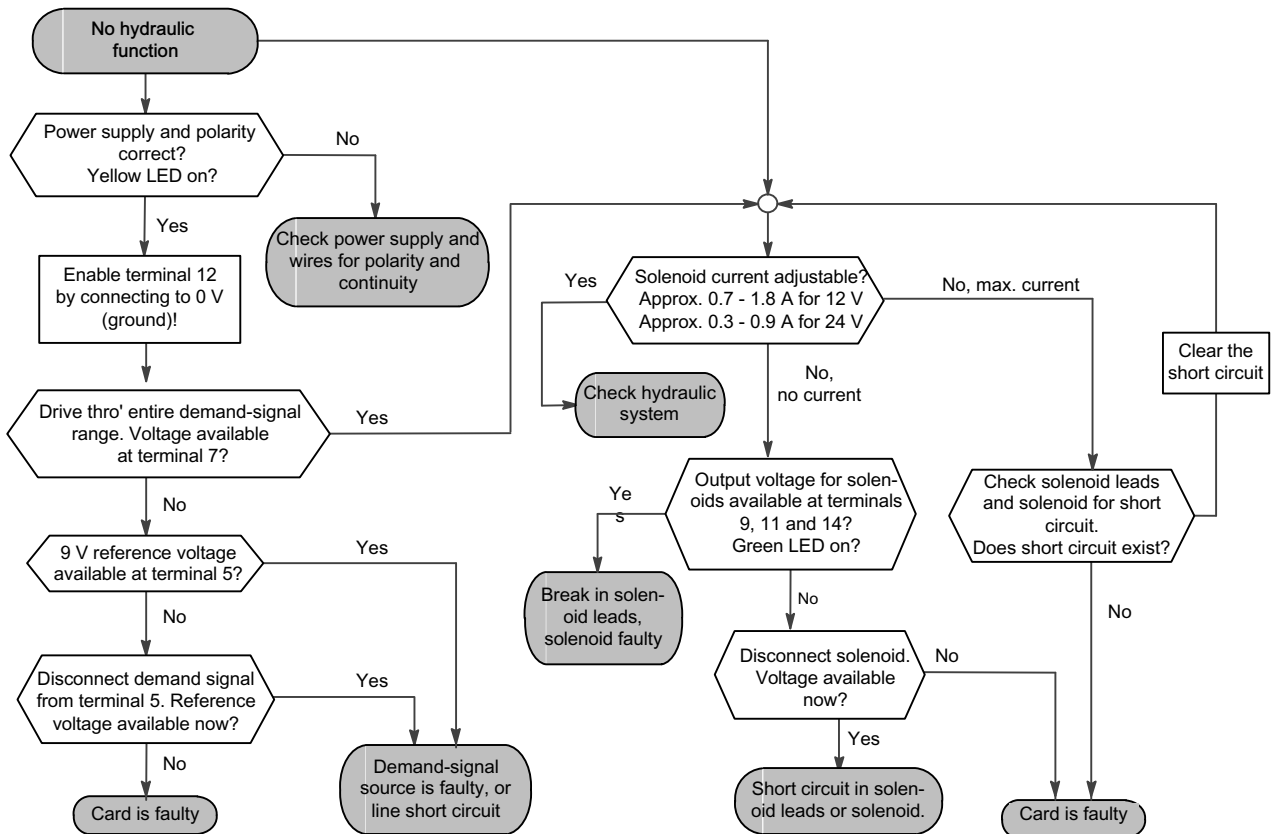 No hydraulic
function
Power supply and polarity
correct?
Yellow LED on?
No
Yes
Check power supply and
wires for polarity and
continuity
Enable terminal 12
by connecting to 0 V
(ground)!
Drive thro' entire demand-signal
range. Voltage available
at terminal 7?
Yes
No
9 V reference voltage
available at terminal 5?
Yes
No
Disconnect demand signal
from terminal 5. Reference
voltage available now?
Yes
No
Card is faulty
Demand-signal
source is faulty, or
line short circuit
Solenoid current adjustable?
Approx. 0.7 - 1.8 A for 12 V
Approx. 0.3 - 0.9 A for 24 V
Yes
No, max. current
Check hydraulic
system
No,
no current
Clear the
short circuit
Output voltage for solen-
oids available at terminals
9, 11 and 14?
Green LED on?
Ye
s
Break in solen-
oid leads,
solenoid faulty
No
Check solenoid leads
and solenoid for short
circuit.
Does short circuit exist?
No
Disconnect solenoid.
Voltage available
now?
No
Yes
Short circuit in solen-
oid leads or solenoid.
Card is faulty